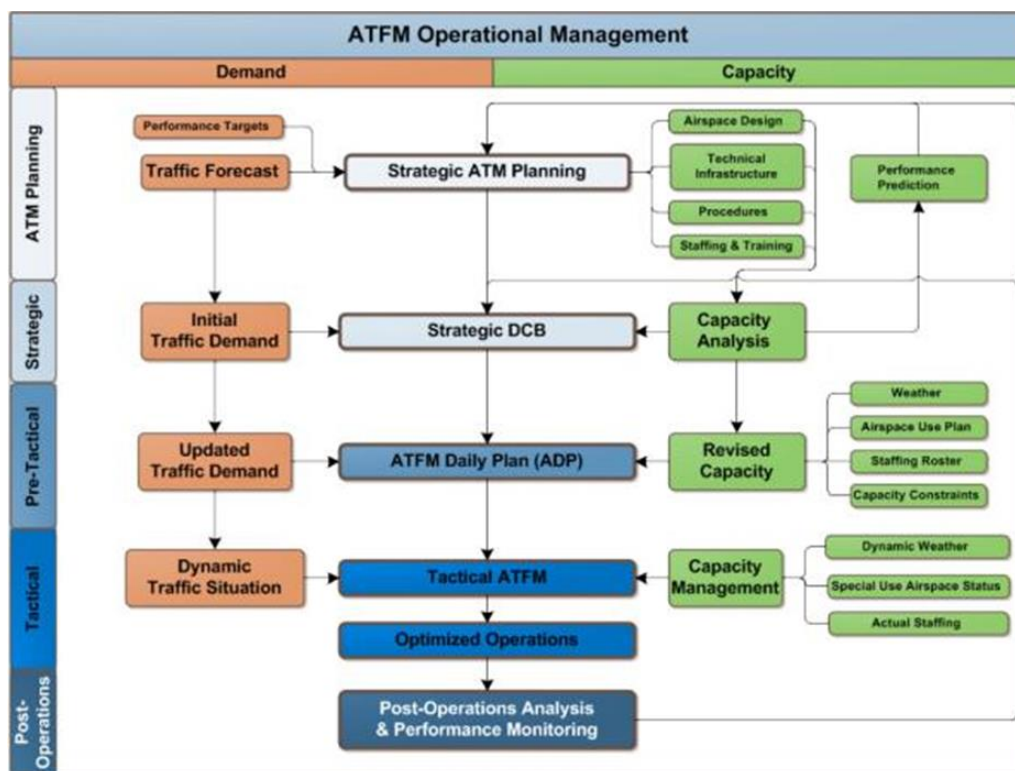 ATFM Operational Management
Demand
Capacity
ATM Planning
Performance Targets
Traffic Forecast
Strategic ATM Planning
Airspace Design
Technical
Infrastructure
Procedures
Staffing & Training
Performance
Prediction
Strategic
Initial
Traffic Demand
Strategic DCB
Capacity
Analysis
Pre-Tactical
Updated
Traffic Demand
ATFM Daily Plan (ADP)
Revised
Capacity
Weather
Airspace Use Plan
Staffing Roster
Capacity Constraints
Tactical
Dynamic
Traffic Situation
Tactical ATFM
Capacity
Management
Dynamic Weather
Special Use Airspace Status
Actual Staffing
Optimized Operations
Post-
Operations
Post-Operations Analysis
& Performance Monitoring